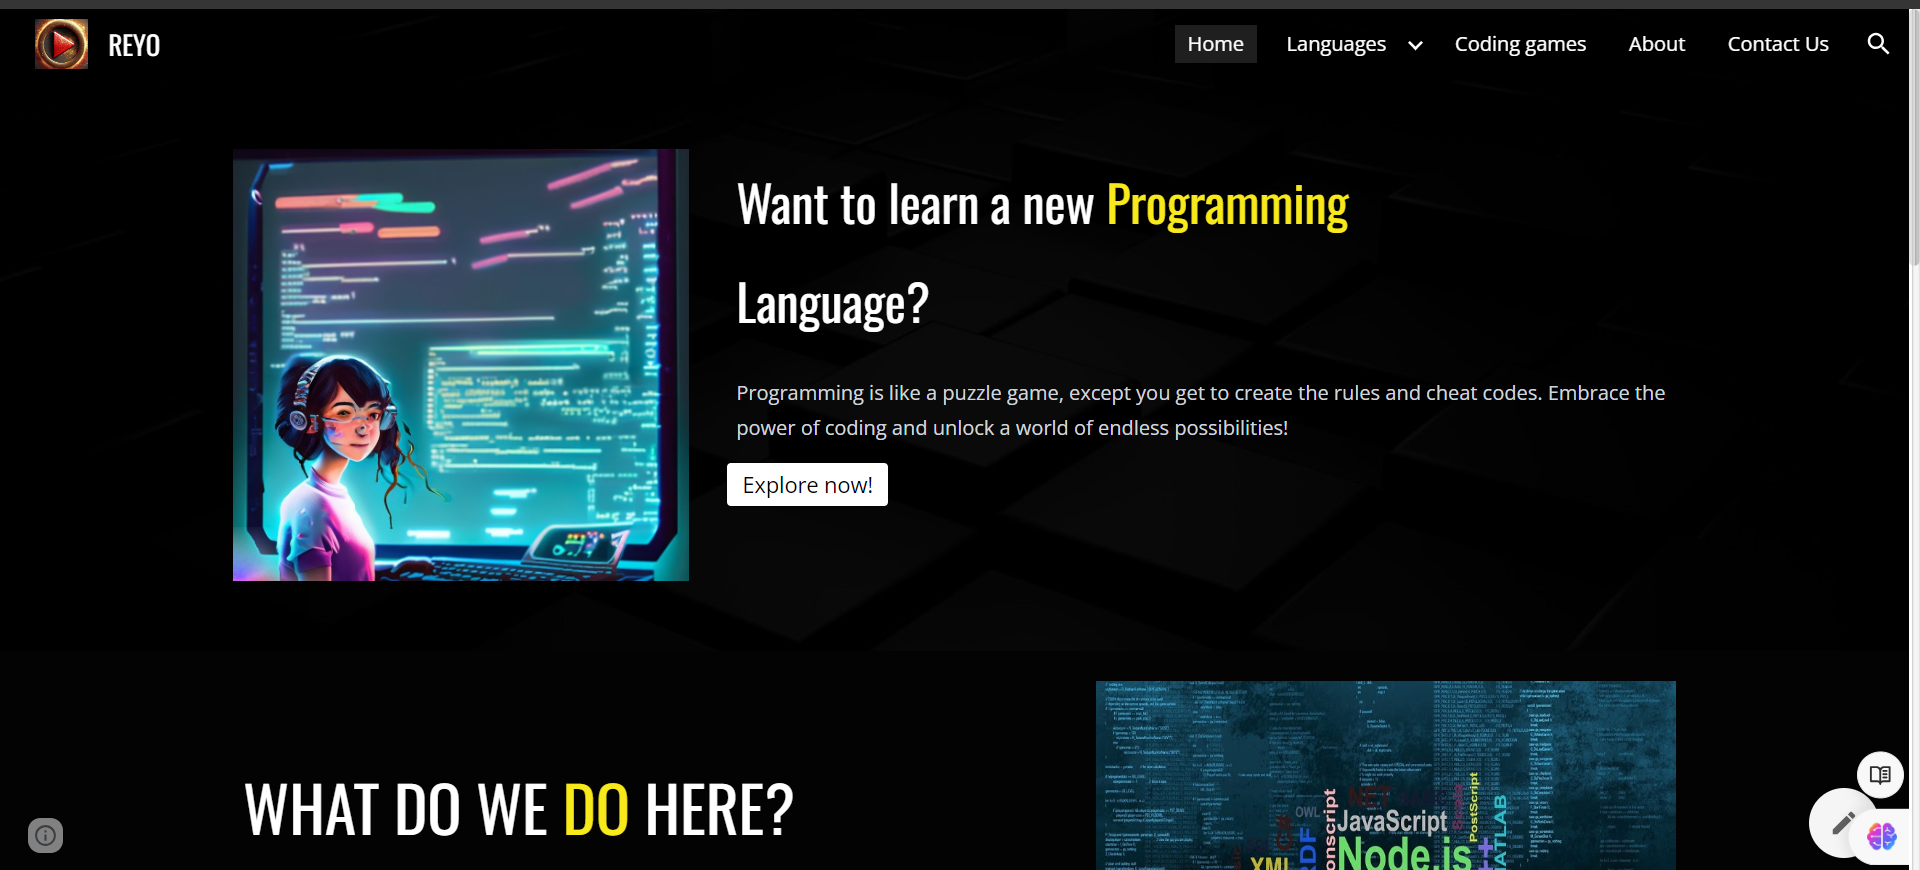 REYO
Home Languages Coding games About Contact Us
Want to learn a new Programming
Language?
Programming is like a puzzle game, except you get to create the rules and cheat codes. Embrace the
power of coding and unlock a world of endless possibilities!
Explore now!
WHAT DO WE DO HERE?
.NET
OWL
JavaScript
PostScript
RDF
XML
Node.js